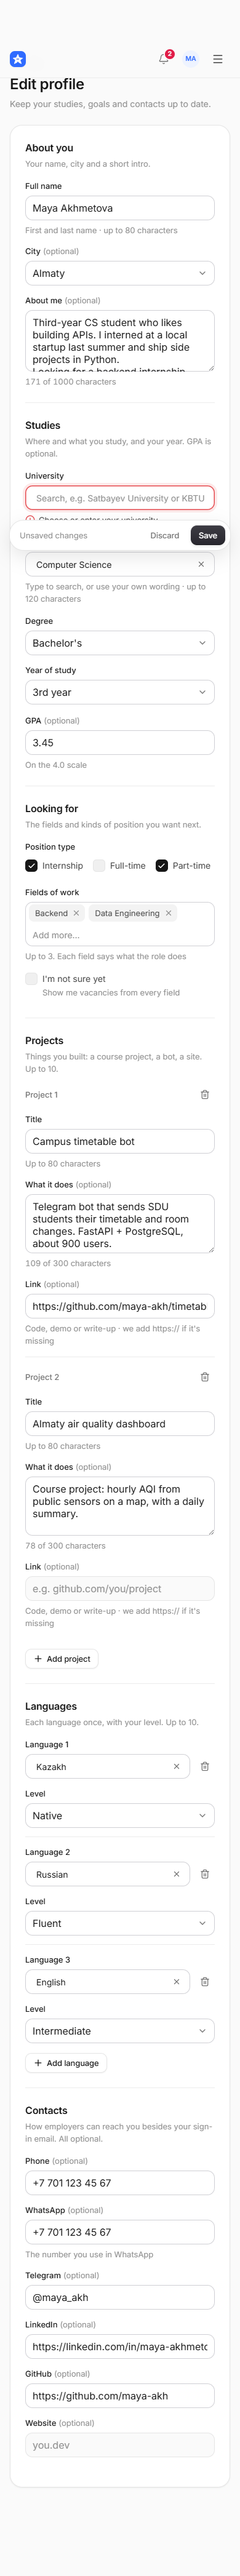 2
MA
Edit profile
Keep your studies, goals and contacts up to date.
About you
Your name, city and a short intro.
Full name
Maya Akhmetova
First and last name · up to 80 characters
City (optional)
Almaty
About me (optional)
Third-year CS student who likes
building APIs. I interned at a local
startup last summer and ship side
projects in Python.
Looking for a backend internship
171 of 1000 characters
Studies
Where and what you study, and your year. GPA is
optional.
University
Search, e.g. Satbayev University or KBTU
Choose or enter your university
Unsaved changes
Discard
Save
Computer Science
Type to search, or use your own wording · up to
120 characters
Degree
Bachelor's
Year of study
3rd year
GPA (optional)
3.45
On the 4.0 scale
Looking for
The fields and kinds of position you want next.
Position type
Internship
Full-time
Part-time
Fields of work
Backend
Data Engineering
Add more...
Up to 3. Each field says what the role does
I'm not sure yet
Show me vacancies from every field
Projects
Things you built: a course project, a bot, a site.
Up to 10.
Project 1
Title
Campus timetable bot
Up to 80 characters
What it does (optional)
Telegram bot that sends SDU
students their timetable and room
changes. FastAPI + PostgreSQL,
about 900 users.
109 of 300 characters
Link (optional)
https://github.com/maya-akh/timetab
Code, demo or write-up · we add https:// if it's
missing
Project 2
Title
Almaty air quality dashboard
Up to 80 characters
What it does (optional)
Course project: hourly AQI from
public sensors on a map, with a daily
summary.
78 of 300 characters
Link (optional)
e.g. github.com/you/project
Code, demo or write-up · we add https:// if it's
missing
Add project
Languages
Each language once, with your level. Up to 10.
Language 1
Kazakh
Level
Native
Language 2
Russian
Level
Fluent
Language 3
English
Level
Intermediate
Add language
Contacts
How employers can reach you besides your sign-
in email. All optional.
Phone (optional)
+7 701 123 45 67
WhatsApp (optional)
+7 701 123 45 67
The number you use in WhatsApp
Telegram (optional)
@maya_akh
LinkedIn (optional)
https://linkedin.com/in/maya-akhmeto
GitHub (optional)
https://github.com/maya-akh
Website (optional)
you.dev